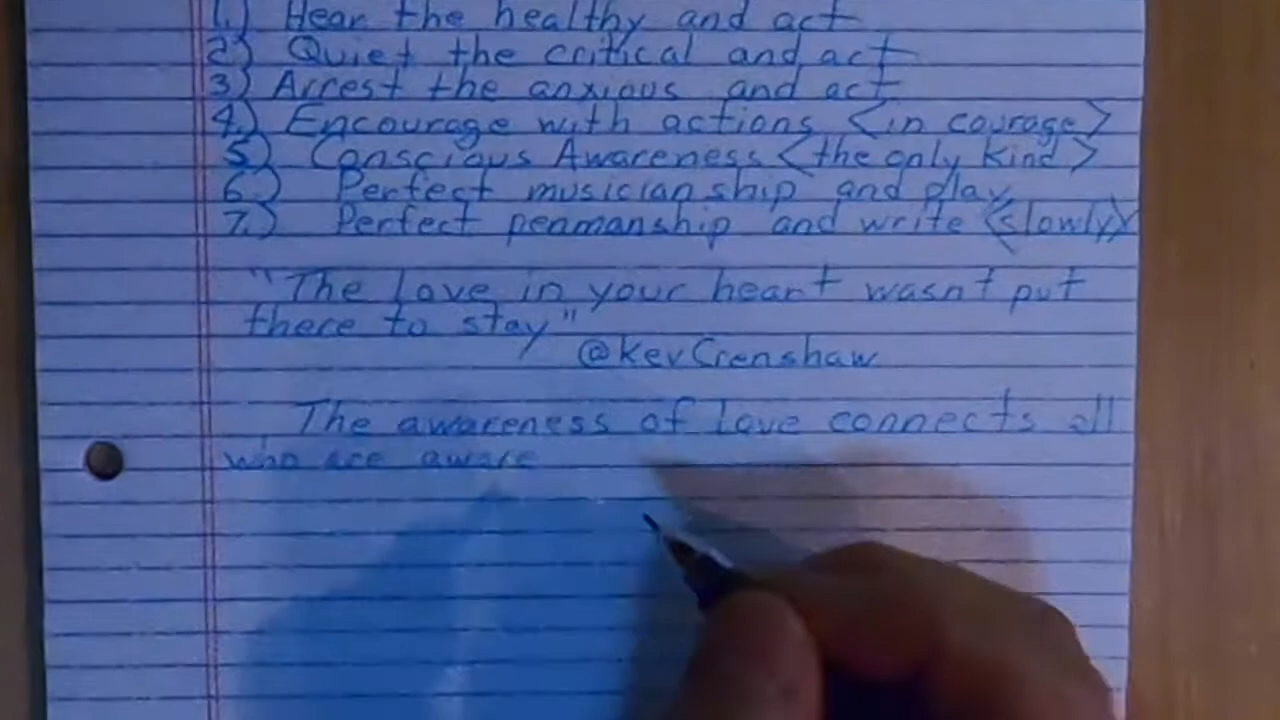 1.) Hear the healthy and act
2) Quiet the critical and act
3) Arrest the anxious and act
4.) Encourage with actions <in courage>
5) Conscious Awareness <the only kind>
6.) Perfect musicianship and play
7.) Perfect penmanship and write <slowly>
"The love in your heart wasnt put
there to stay"
@KevCrenshaw
The awareness of love connects all
who are aware